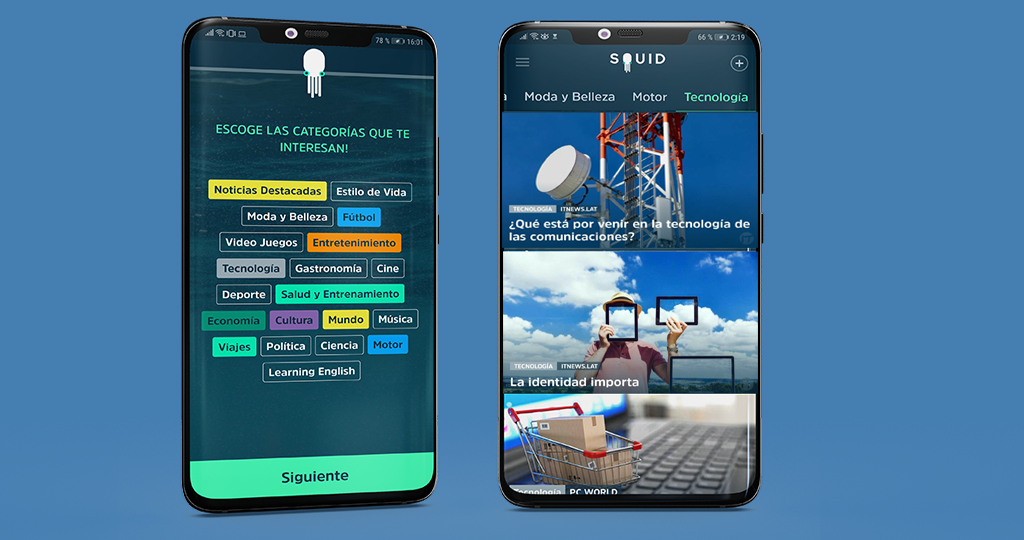 78 % 16:01
ESCOGE LAS CATEGORÍAS QUE TE
INTERESAN!
Noticias Destacadas Estilo de Vida
Moda y Belleza Fútbol
Video Juegos Entretenimiento
Tecnología Gastronomía Cine
Deporte Salud y Entrenamiento
Economía Cultura Mundo Música
Viajes Política Ciencia Motor
Learning English
Siguiente
66 % 2:19
SQUID
a Moda y Belleza Motor Tecnología
TECNOLOGÍA ITNEWS.LAT
¿Qué está por venir en la tecnología de
las comunicaciones?
TECNOLOGÍA ITNEWS.LAT
La identidad importa
Tecnología PC WORLD